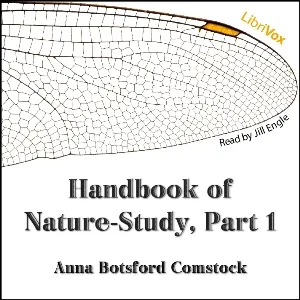 LibriVox
Read by Jill Engle
Handbook of
Nature-Study, Part 1
Anna Botsford Comstock